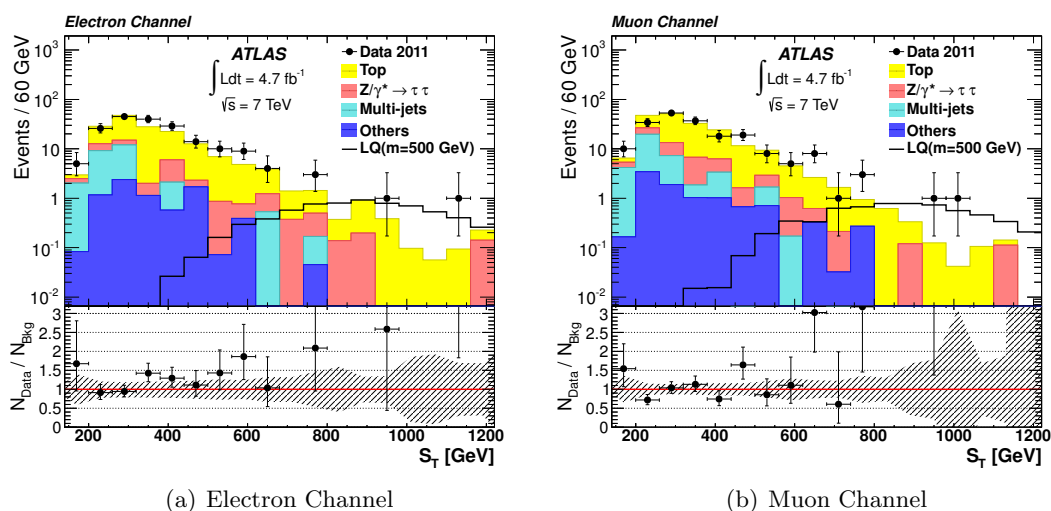 Electron Channel
Events / 60 GeV
10³
10²
10
1
10⁻¹
10⁻²
ATLAS
∫ Ldt = 4.7 fb⁻¹
√s = 7 TeV
Data 2011
Top
Z/γ* → τ τ
Multi-jets
Others
LQ(m=500 GeV)
N_Data / N_Bkg
3
2.5
2
1.5
1
0.5
0
200 400 600 800 1000 1200
S_T [GeV]
(a) Electron Channel
Muon Channel
Events / 60 GeV
10³
10²
10
1
10⁻¹
10⁻²
ATLAS
∫ Ldt = 4.7 fb⁻¹
√s = 7 TeV
Data 2011
Top
Z/γ* → τ τ
Multi-jets
Others
LQ(m=500 GeV)
N_Data / N_Bkg
3
2.5
2
1.5
1
0.5
0
200 400 600 800 1000 1200
S_T [GeV]
(b) Muon Channel